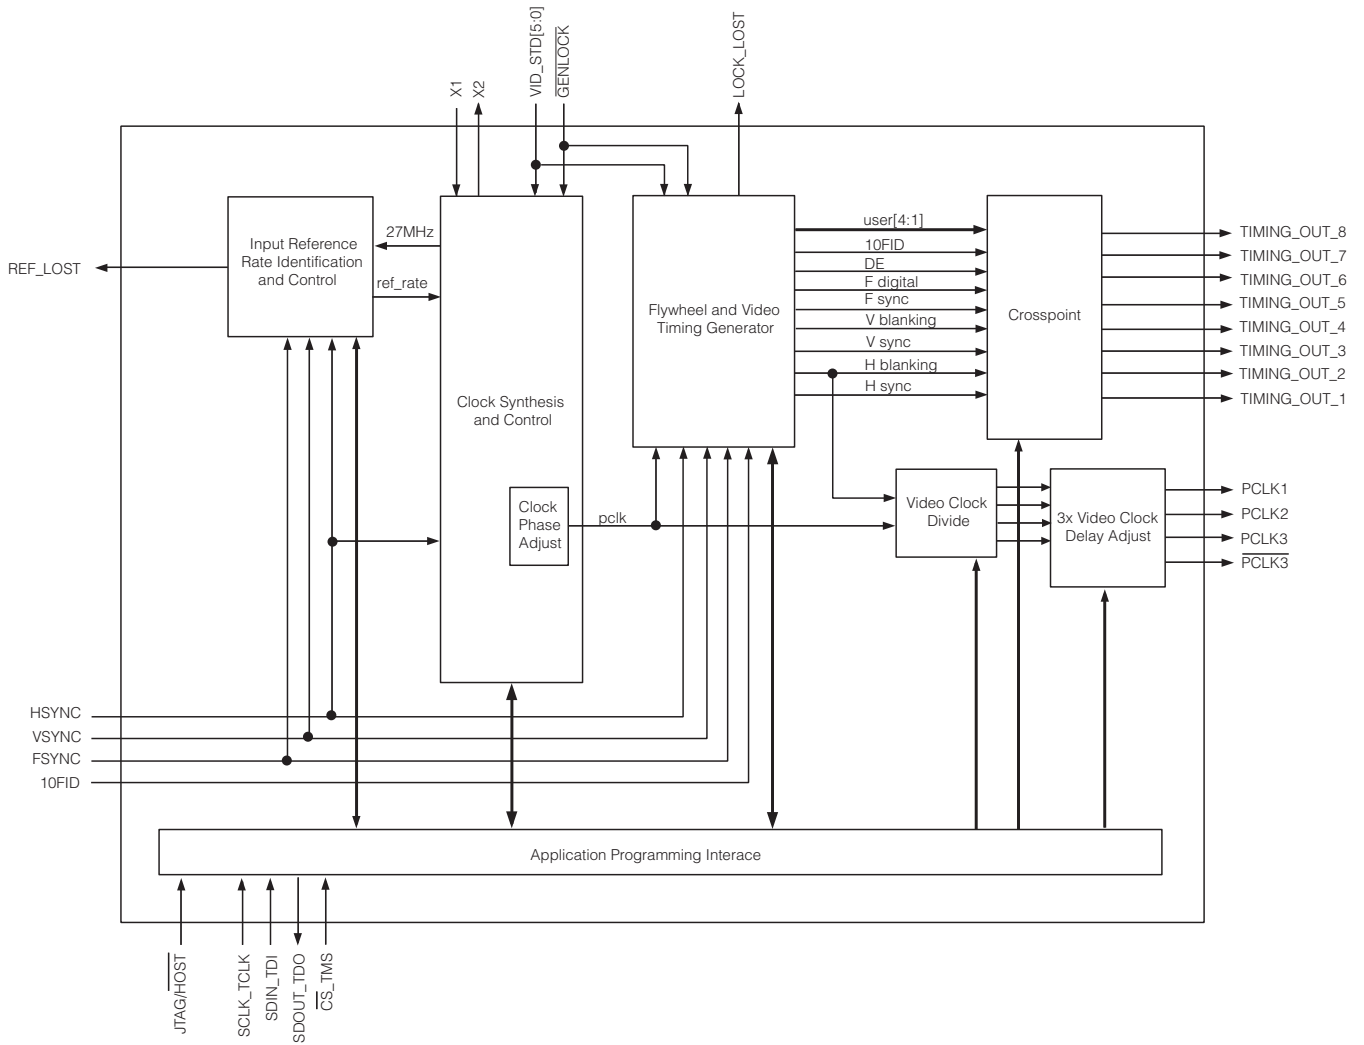 X1
X2
VID_STD[5:0]
GENLOCK
LOCK_LOST
REF_LOST
Input Reference
Rate Identification
and Control
27MHz
ref_rate
Clock Synthesis
and Control
Clock
Phase
Adjust
pclk
Flywheel and Video
Timing Generator
user[4:1]
10FID
DE
F digital
F sync
V blanking
V sync
H blanking
H sync
Crosspoint
TIMING_OUT_8
TIMING_OUT_7
TIMING_OUT_6
TIMING_OUT_5
TIMING_OUT_4
TIMING_OUT_3
TIMING_OUT_2
TIMING_OUT_1
Video Clock
Divide
3x Video Clock
Delay Adjust
PCLK1
PCLK2
PCLK3
PCLK3
HSYNC
VSYNC
FSYNC
10FID
Application Programming Interace
JTAG/HOST
SCLK_TCLK
SDIN_TDI
SDOUT_TDO
CS_TMS